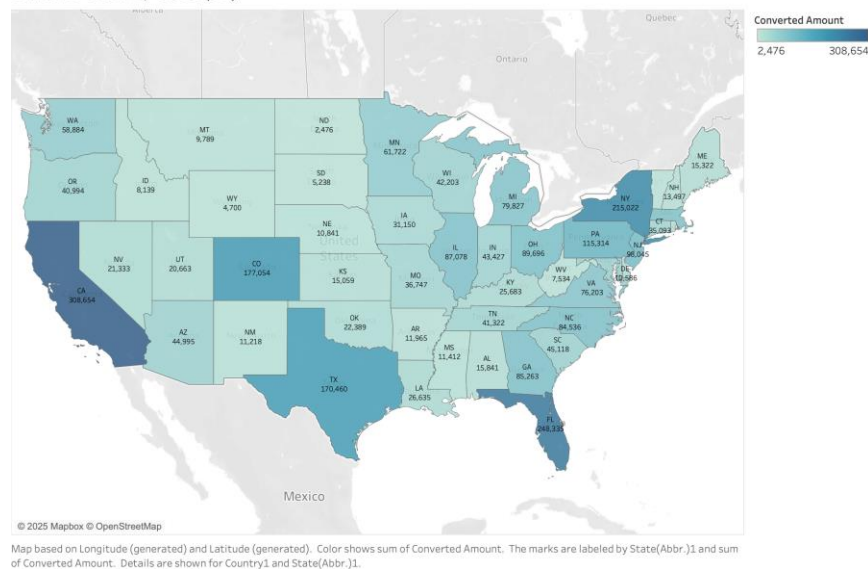 Alberta
Quebec
Ontario
Converted Amount
2,476 308,654
WA
58,884
MT
9,789
ND
2,476
MN
61,722
ME
15,322
OR
40,994
ID
8,139
SD
5,238
WI
42,203
MI
79,827
NH
13,497
NY
215,022
WY
4,700
CT
35,093
IA
31,150
NE
10,841
PA
115,314
NJ
98,045
NV
21,333
UT
20,663
United
States
IL
87,078
IN
43,427
OH
89,696
DE
CO
177,054
CA
308,654
KS
15,059
MO
36,747
WV
7,534
VA
76,203
KY
25,683
TN
41,322
NC
84,536
OK
22,389
AZ
44,995
NM
11,218
AR
11,965
SC
45,118
MS
11,412
AL
15,841
GA
85,263
TX
170,460
LA
26,635
FL
Mexico
© 2025 Mapbox © OpenStreetMap
Map based on Longitude (generated) and Latitude (generated). Color shows sum of Converted Amount. The marks are labeled by State(Abbr.)1 and sum
of Converted Amount. Details are shown for Country1 and State(Abbr.)1.